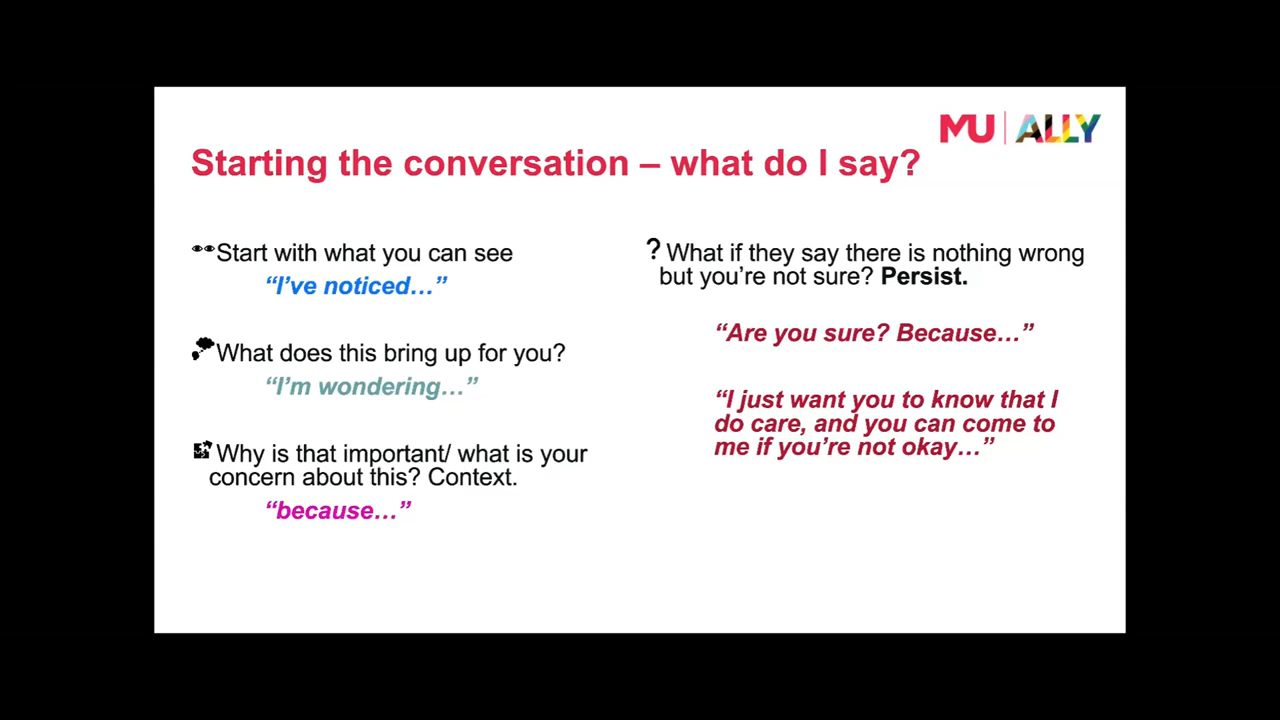 MU | ALLY
Starting the conversation – what do I say?
Start with what you can see
“I’ve noticed…”
What does this bring up for you?
“I’m wondering…”
Why is that important/ what is your
concern about this? Context.
“because…”
? What if they say there is nothing wrong
but you’re not sure? Persist.
“Are you sure? Because…”
“I just want you to know that I
do care, and you can come to
me if you’re not okay…”